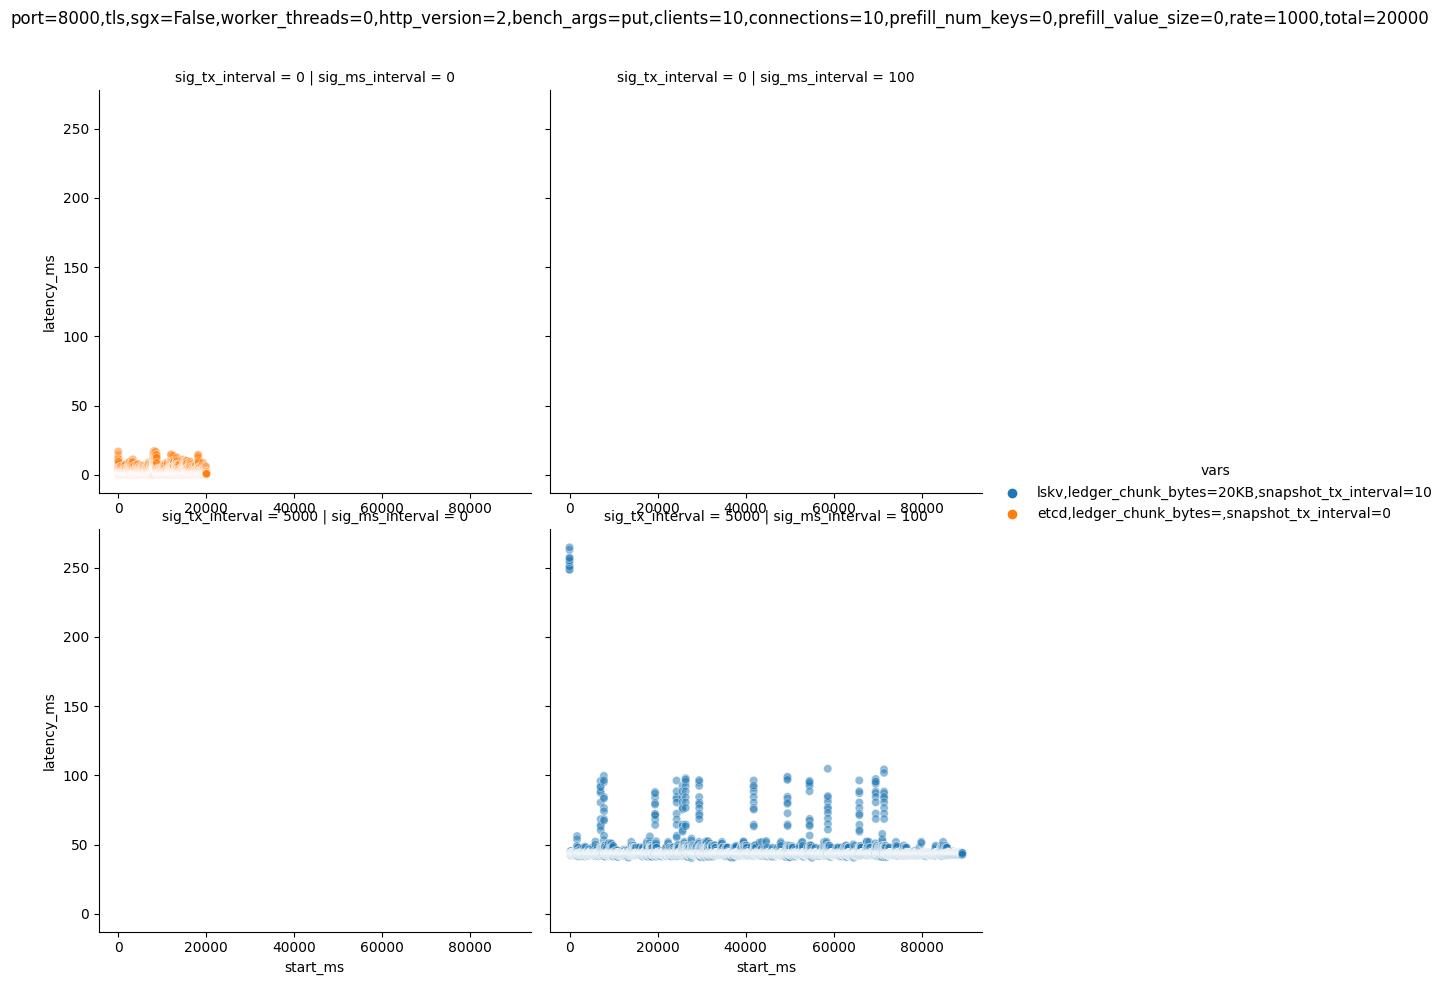 port=8000,tls,sgx=False,worker_threads=0,http_version=2,bench_args=put,clients=10,connections=10,prefill_num_keys=0,prefill_value_size=0,rate=1000,total=20000
sig_tx_interval = 0 | sig_ms_interval = 0
250
200
150
100
50
0
latency_ms
0 20000 40000 60000 80000
sig_tx_interval = 0 | sig_ms_interval = 100
0 20000 40000 60000 80000
vars
lskv,ledger_chunk_bytes=20KB,snapshot_tx_interval=10
etcd,ledger_chunk_bytes=,snapshot_tx_interval=0
sig_tx_interval = 5000 | sig_ms_interval = 0
250
200
150
100
50
0
latency_ms
0 20000 40000 60000 80000
start_ms
sig_tx_interval = 5000 | sig_ms_interval = 100
0 20000 40000 60000 80000
start_ms